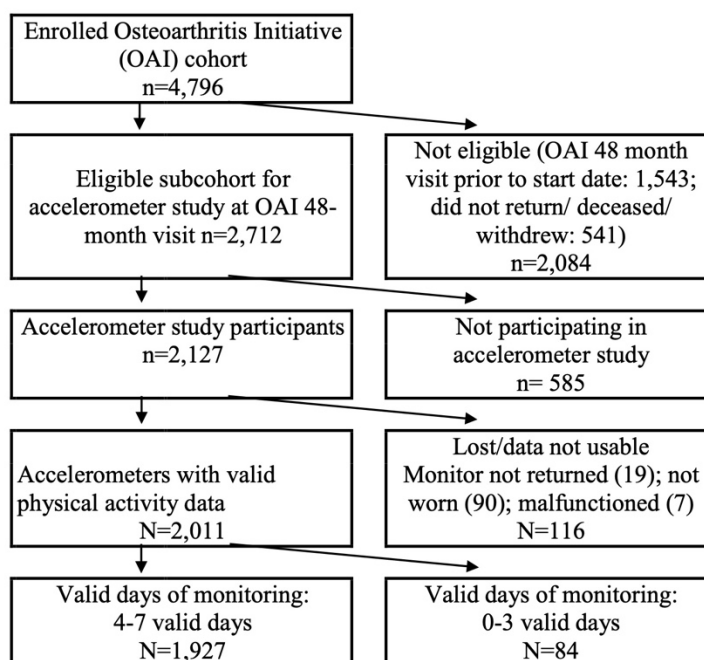 Enrolled Osteoarthritis Initiative
(OAI) cohort
n=4,796
Eligible subcohort for
accelerometer study at OAI 48-
month visit n=2,712
Not eligible (OAI 48 month
visit prior to start date: 1,543;
did not return/ deceased/
withdrew: 541)
n=2,084
Accelerometer study participants
n=2,127
Not participating in
accelerometer study
n= 585
Accelerometers with valid
physical activity data
N=2,011
Lost/data not usable
Monitor not returned (19); not
worn (90); malfunctioned (7)
N=116
Valid days of monitoring:
4-7 valid days
N=1,927
Valid days of monitoring:
0-3 valid days
N=84